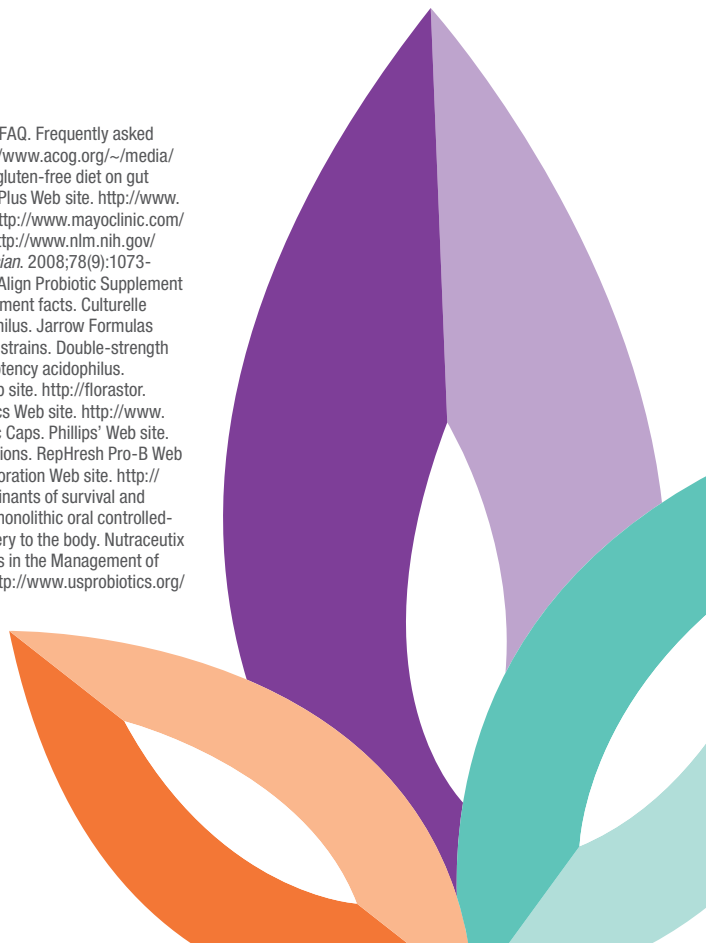 FAQ. Frequently asked
/www.acog.org/~/media/
gluten-free diet on gut
Plus Web site. http://www.
ttp://www.mayoclinic.com/
ttp://www.nlm.nih.gov/
ian. 2008;78(9):1073-
Align Probiotic Supplement
ment facts. Culturelle
hilus. Jarrow Formulas
strains. Double-strength
otency acidophilus.
b site. http://florastor.
cs Web site. http://www.
c Caps. Phillips’ Web site.
ions. RepHresh Pro-B Web
oration Web site. http://
inants of survival and
monolithic oral controlled-
ery to the body. Nutraceutix
s in the Management of
tp://www.usprobiotics.org/